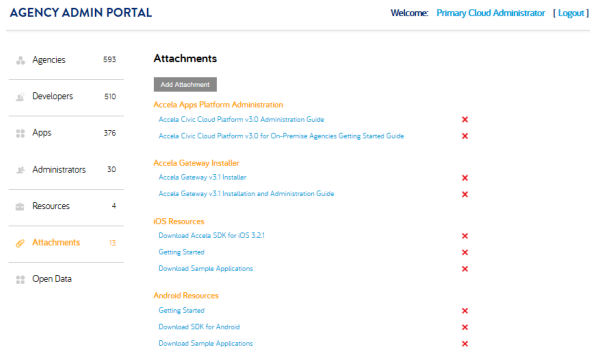 AGENCY ADMIN PORTAL
Welcome: Primary Cloud Administrator [ Logout ]
Agencies 593
Developers 510
Apps 376
Administrators 30
Resources 4
Attachments 13
Open Data
Attachments
Add Attachment
Accela Apps Platform Administration
Accela Civic Cloud Platform v3.0 Administration Guide
Accela Civic Cloud Platform v3.0 for On-Premise Agencies Getting Started Guide
Accela Gateway Installer
Accela Gateway v3.1 Installer
Accela Gateway v3.1 Installation and Administration Guide
iOS Resources
Download Accela SDK for iOS 3.2.1
Getting Started
Download Sample Applications
Android Resources
Getting Started
Download SDK for Android
Download Sample Applications